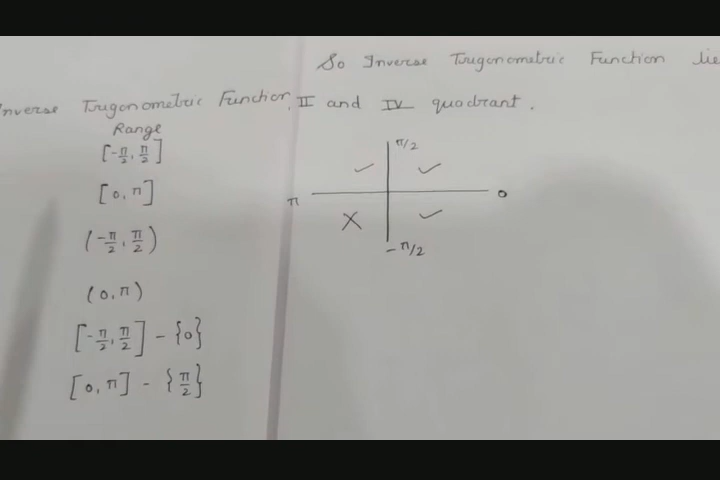 So Inverse Trigonometric Function lie
nverse Trigonometric Function, II and IV quadrant.
Range
[-π/2, π/2]
[0, π]
(-π/2, π/2)
(0, π)
[-π/2, π/2] - {0}
[0, π] - {π/2}
π/2
π
0
-π/2